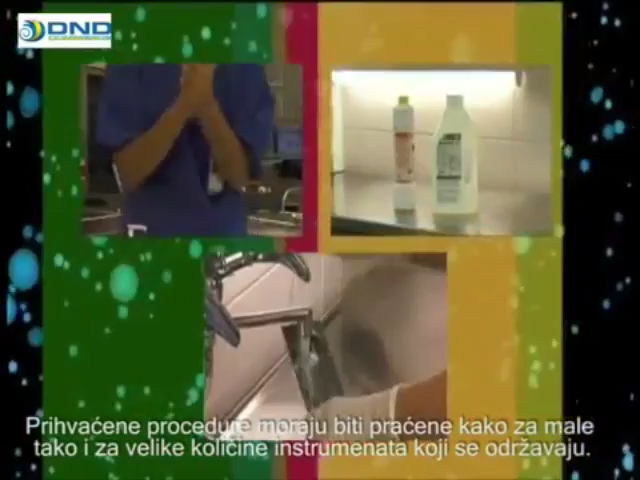 DND
Prihvaćene procedure moraju biti praćene kako za male
tako i za velike količine instrumenata koji se održavaju.